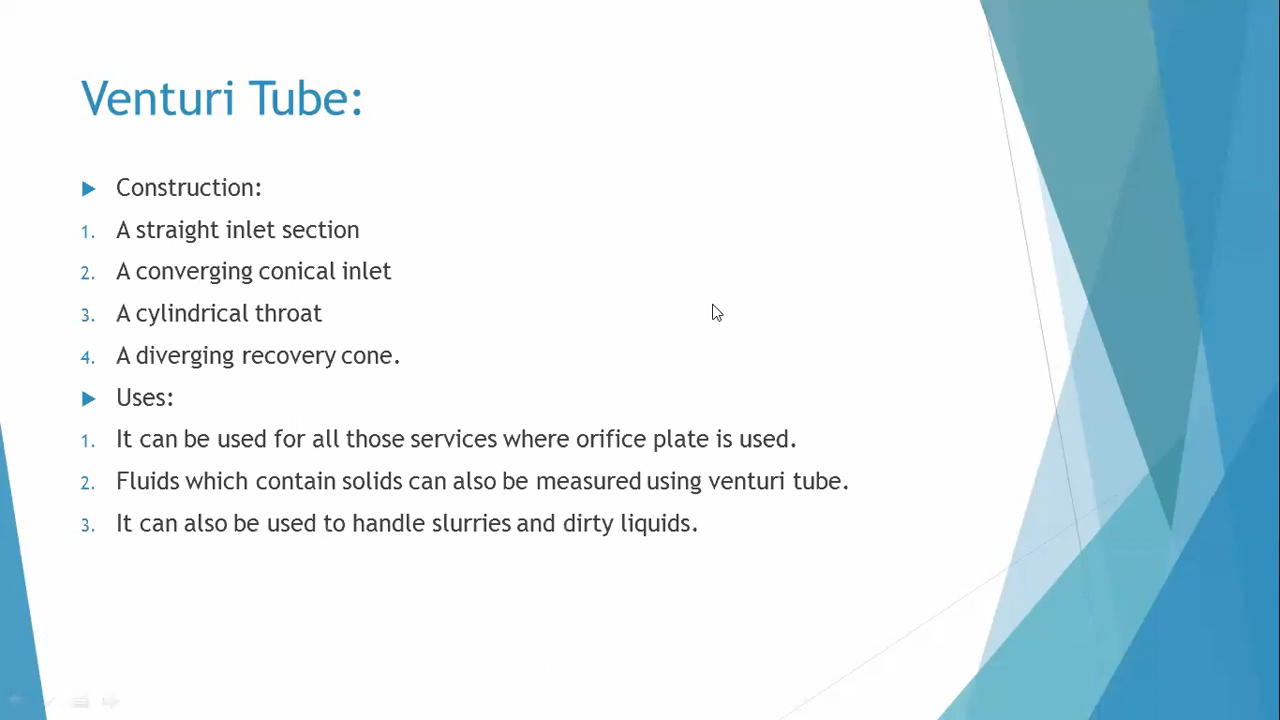 Venturi Tube:
Construction:
1. A straight inlet section
2. A converging conical inlet
3. A cylindrical throat
4. A diverging recovery cone.
Uses:
1. It can be used for all those services where orifice plate is used.
2. Fluids which contain solids can also be measured using venturi tube.
3. It can also be used to handle slurries and dirty liquids.